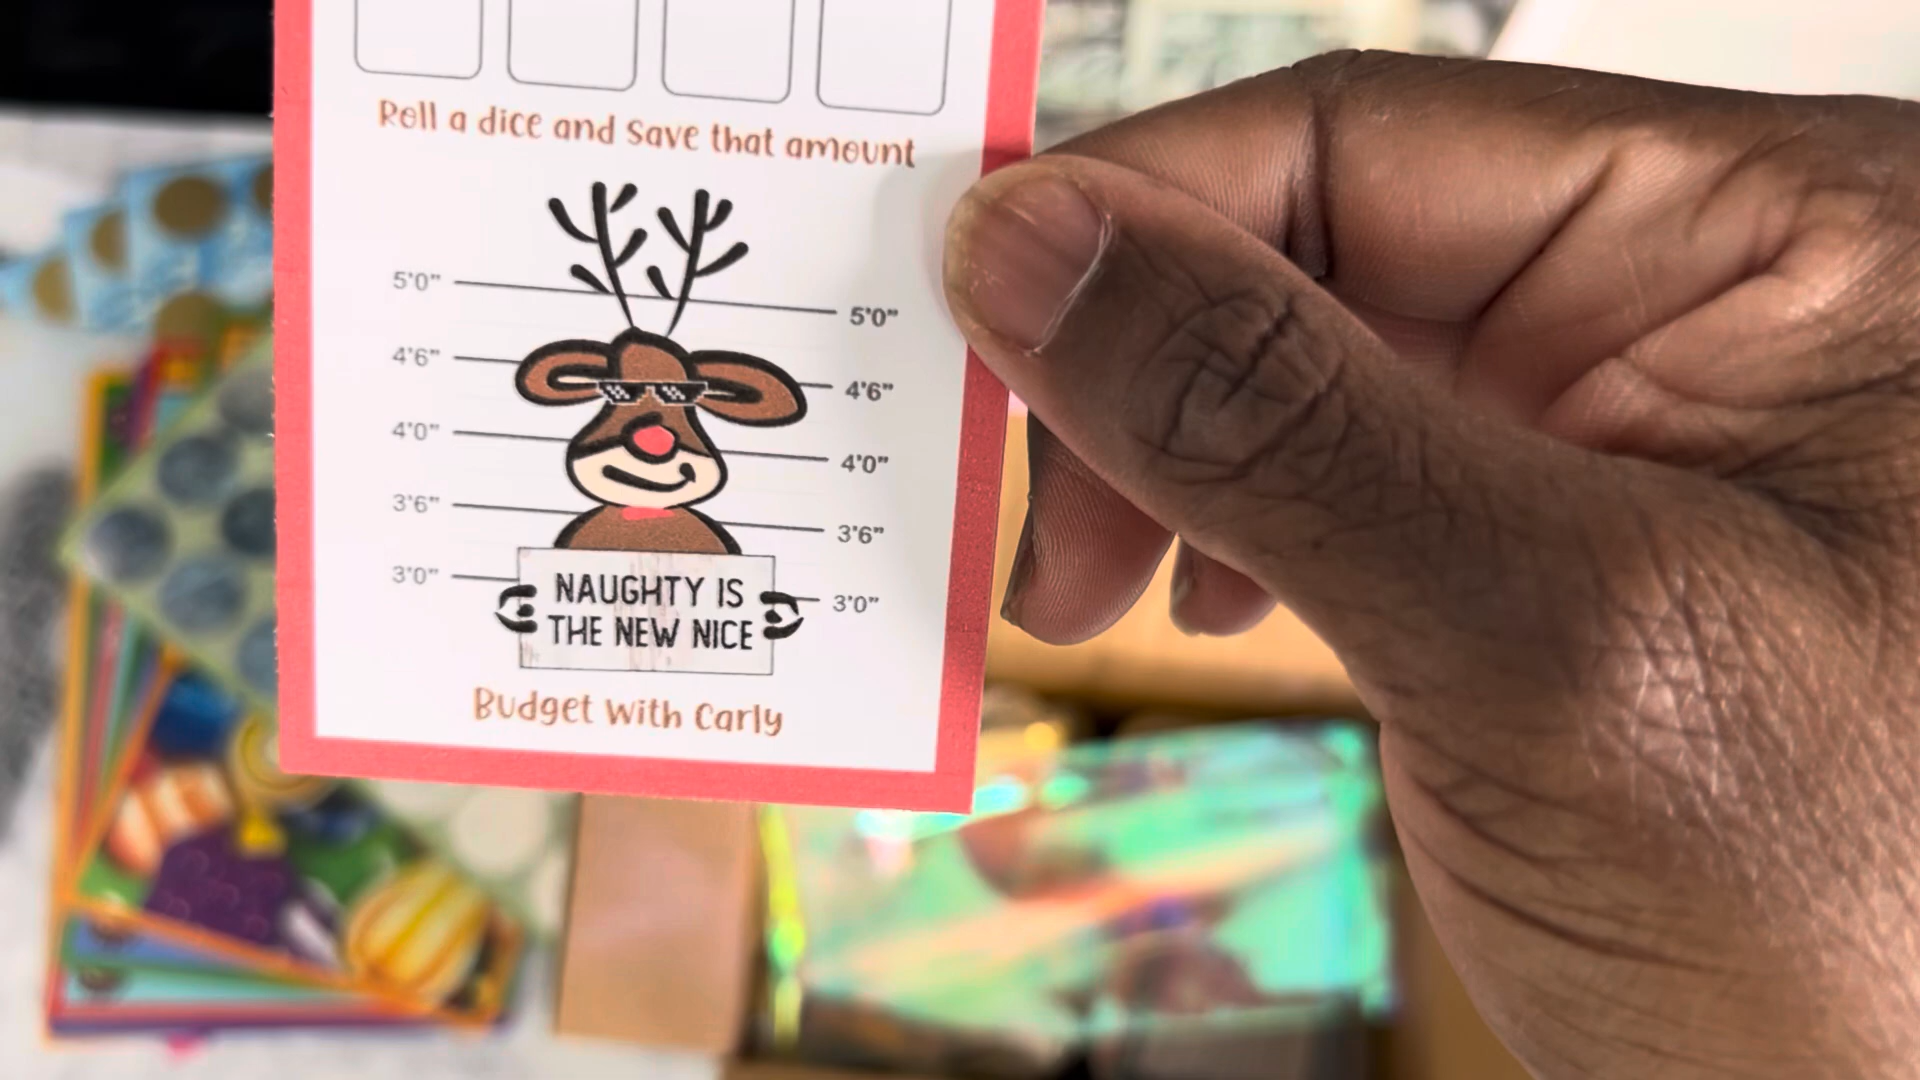 Roll a dice and Save that amount
5'0" 5'0"
4'6" 4'6"
4'0" 4'0"
3'6" 3'6"
3'0" 3'0"
NAUGHTY IS
THE NEW NICE
Budget With Carly